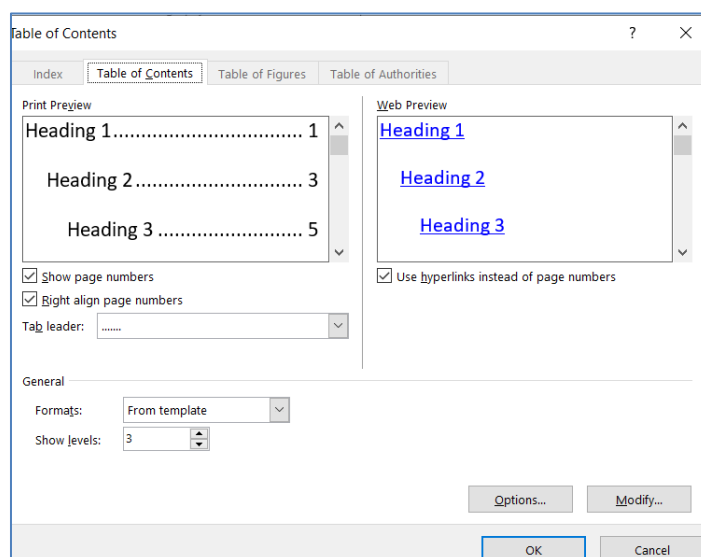 Table of Contents ?
Index Table of Contents Table of Figures Table of Authorities
Print Preview
Heading 1................................. 1
Heading 2............................. 3
Heading 3 ......................... 5
Show page numbers
Right align page numbers
Tab leader: .......
Web Preview
Heading 1
Heading 2
Heading 3
Use hyperlinks instead of page numbers
General
Formats: From template
Show levels: 3
Options... Modify...
OK Cancel